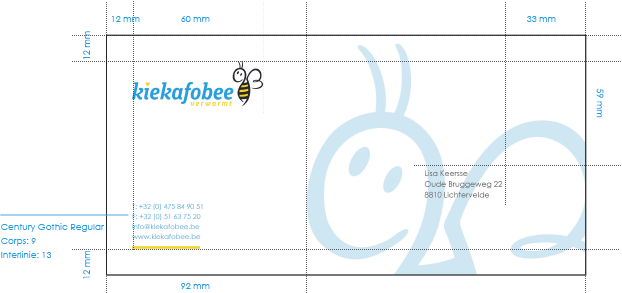 12 mm
60 mm
33 mm
12 mm
kiekafobee
verwarmt
59 mm
Lisa Keersse
Oude Bruggeweg 22
8810 Lichtervelde
T: +32 (0) 475 84 90 51
F: +32 (0) 51 63 75 20
info@kiekafobee.be
www.kiekafobee.be
Century Gothic Regular
Corps: 9
Interlinie: 13
12 mm
92 mm